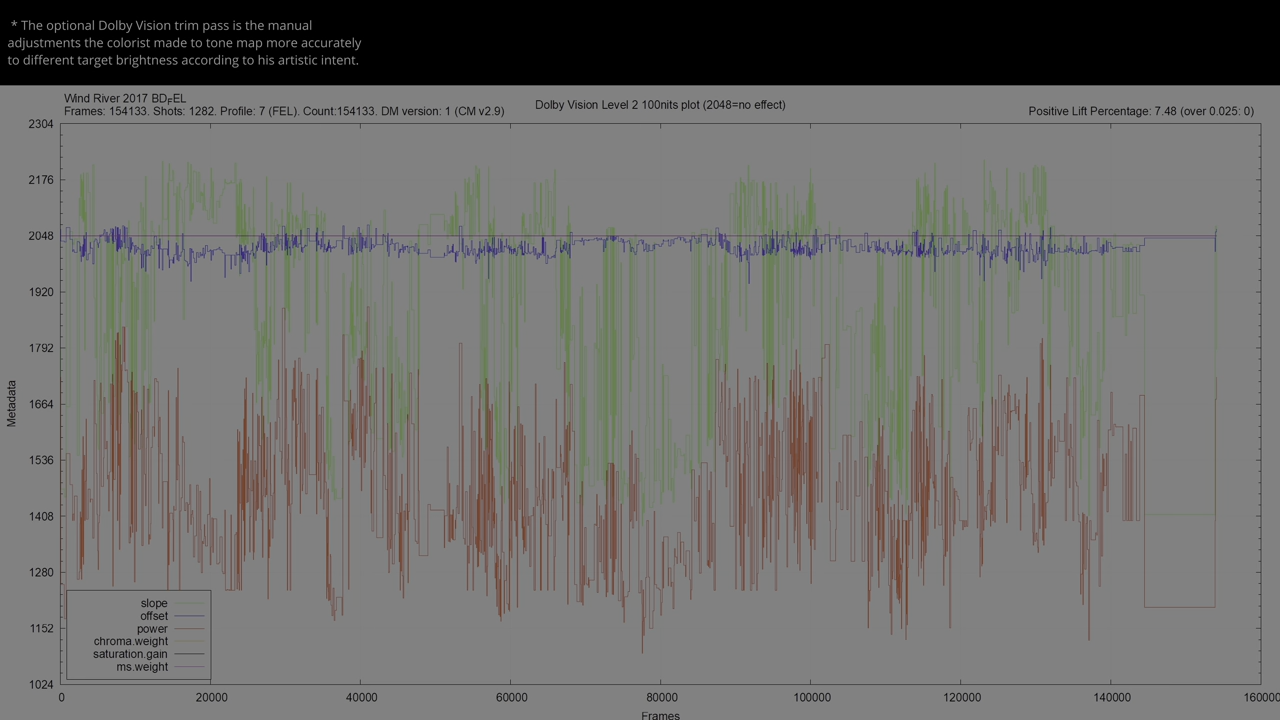 * The optional Dolby Vision trim pass is the manual
adjustments the colorist made to tone map more accurately
to different target brightness according to his artistic intent.
Wind River 2017 BDFEL
Frames: 154133. Shots: 1282. Profile: 7 (FEL). Count:154133. DM version: 1 (CM v2.9)
Dolby Vision Level 2 100nits plot (2048=no effect)
Positive Lift Percentage: 7.48 (over 0.025: 0)
2304
2176
2048
1920
1792
1664
1536
1408
1280
1152
1024
Metadata
slope
offset
power
chroma.weight
saturation.gain
ms.weight
0
20000
40000
60000
80000
100000
120000
140000
160000
Frames